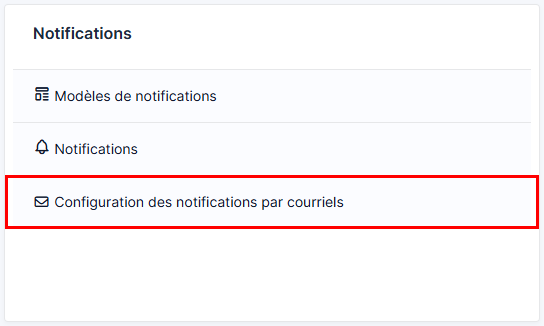 Notifications
Modèles de notifications
Notifications
Configuration des notifications par courriels